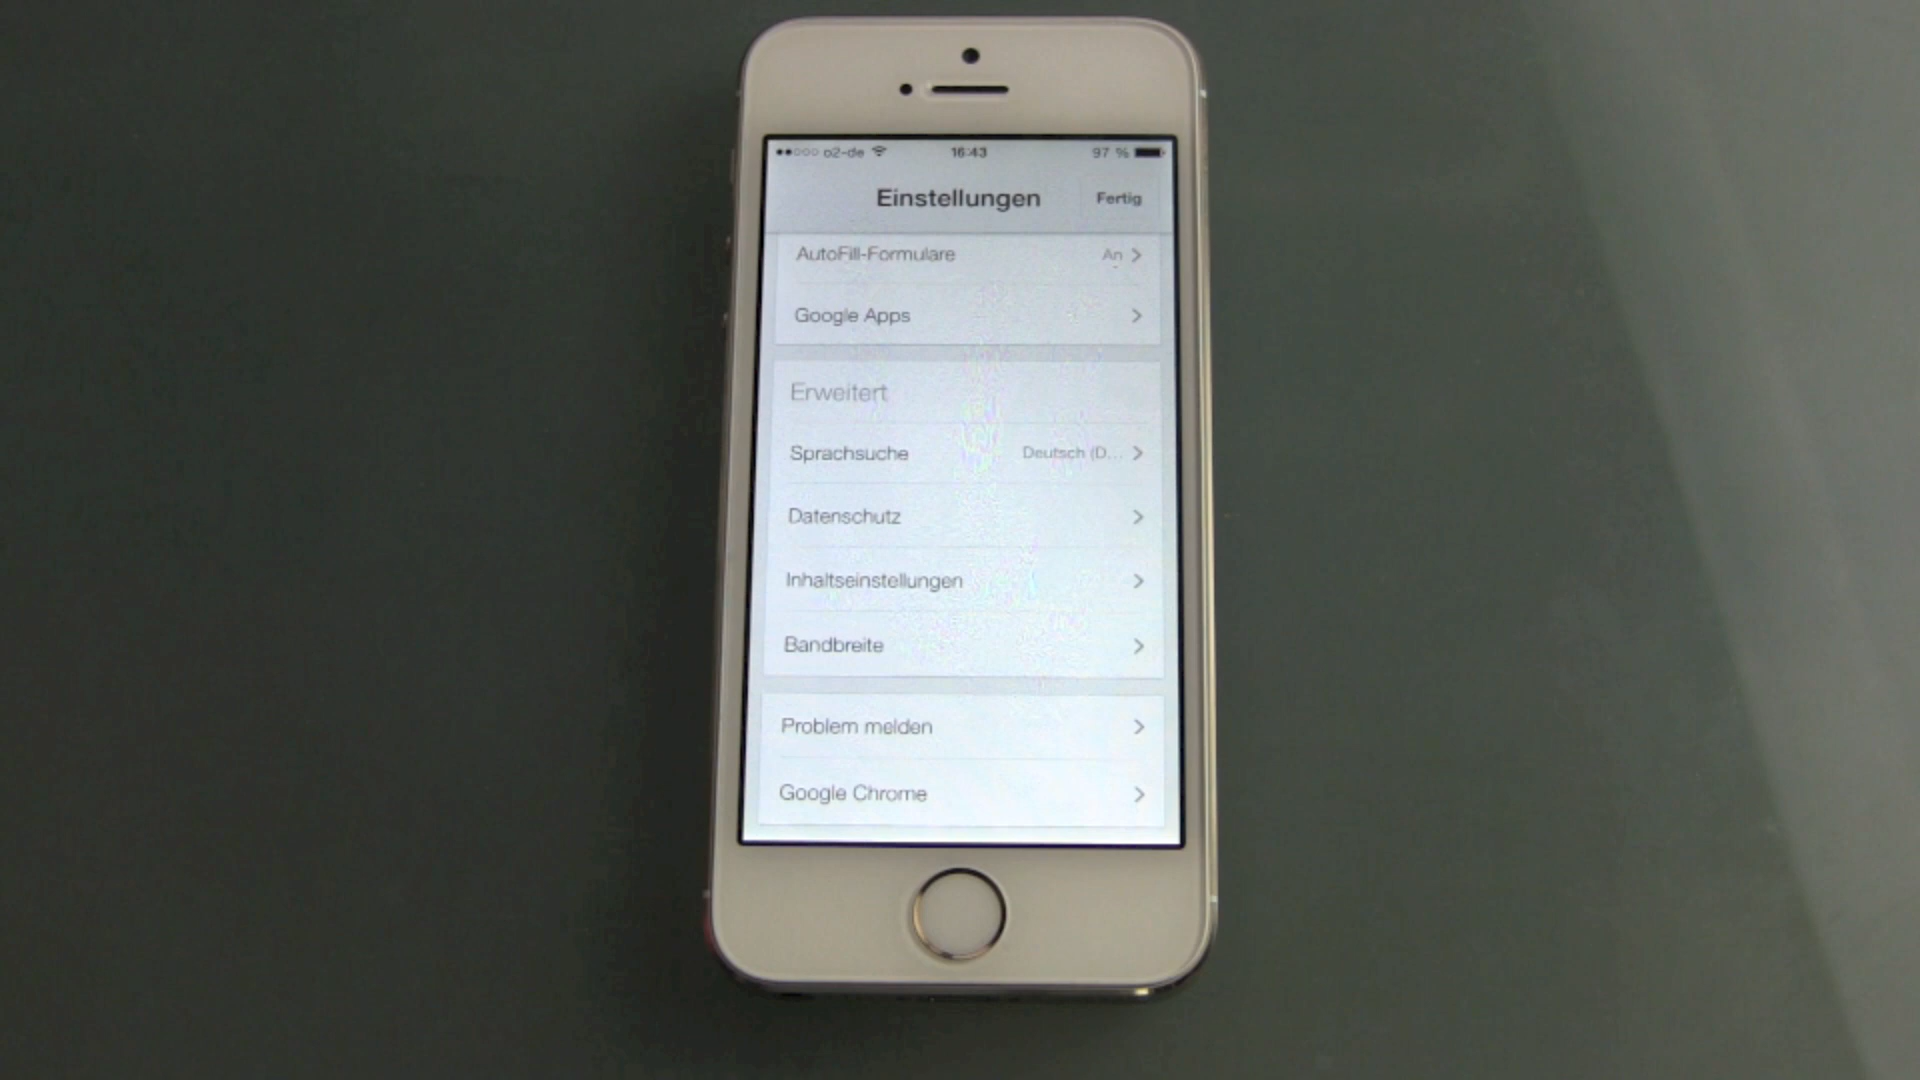 o2-de 16:43 97 %
Einstellungen Fertig
AutoFill-Formulare An
Google Apps
Erweitert
Sprachsuche Deutsch (D...
Datenschutz
Inhaltseinstellungen
Bandbreite
Problem melden
Google Chrome